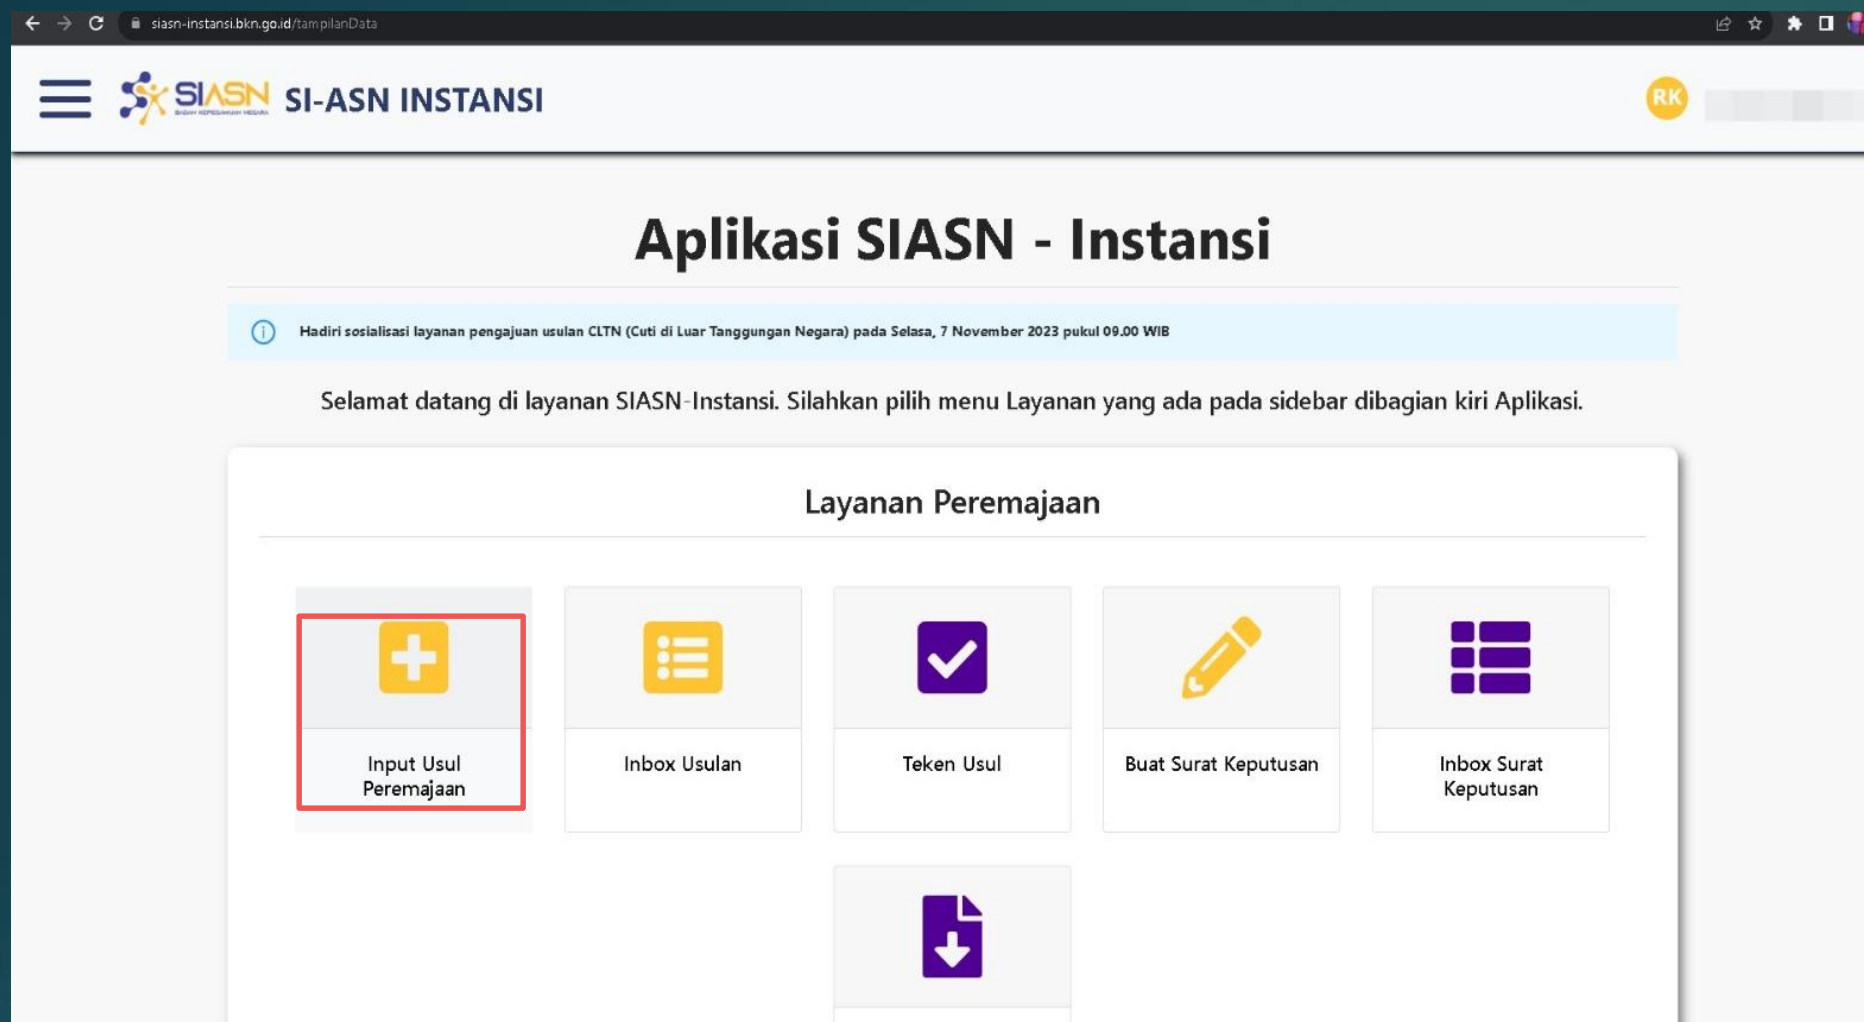 siasn-instansi.bkn.go.id/tampilanData
SIASN
BADAN KEPEGAWAIAN NEGARA
SI-ASN INSTANSI
RK
Aplikasi SIASN - Instansi
Hadiri sosialisasi layanan pengajuan usulan CLTN (Cuti di Luar Tanggungan Negara) pada Selasa, 7 November 2023 pukul 09.00 WIB
Selamat datang di layanan SIASN-Instansi. Silahkan pilih menu Layanan yang ada pada sidebar dibagian kiri Aplikasi.
Layanan Peremajaan
Input Usul
Peremajaan
Inbox Usulan
Teken Usul
Buat Surat Keputusan
Inbox Surat
Keputusan